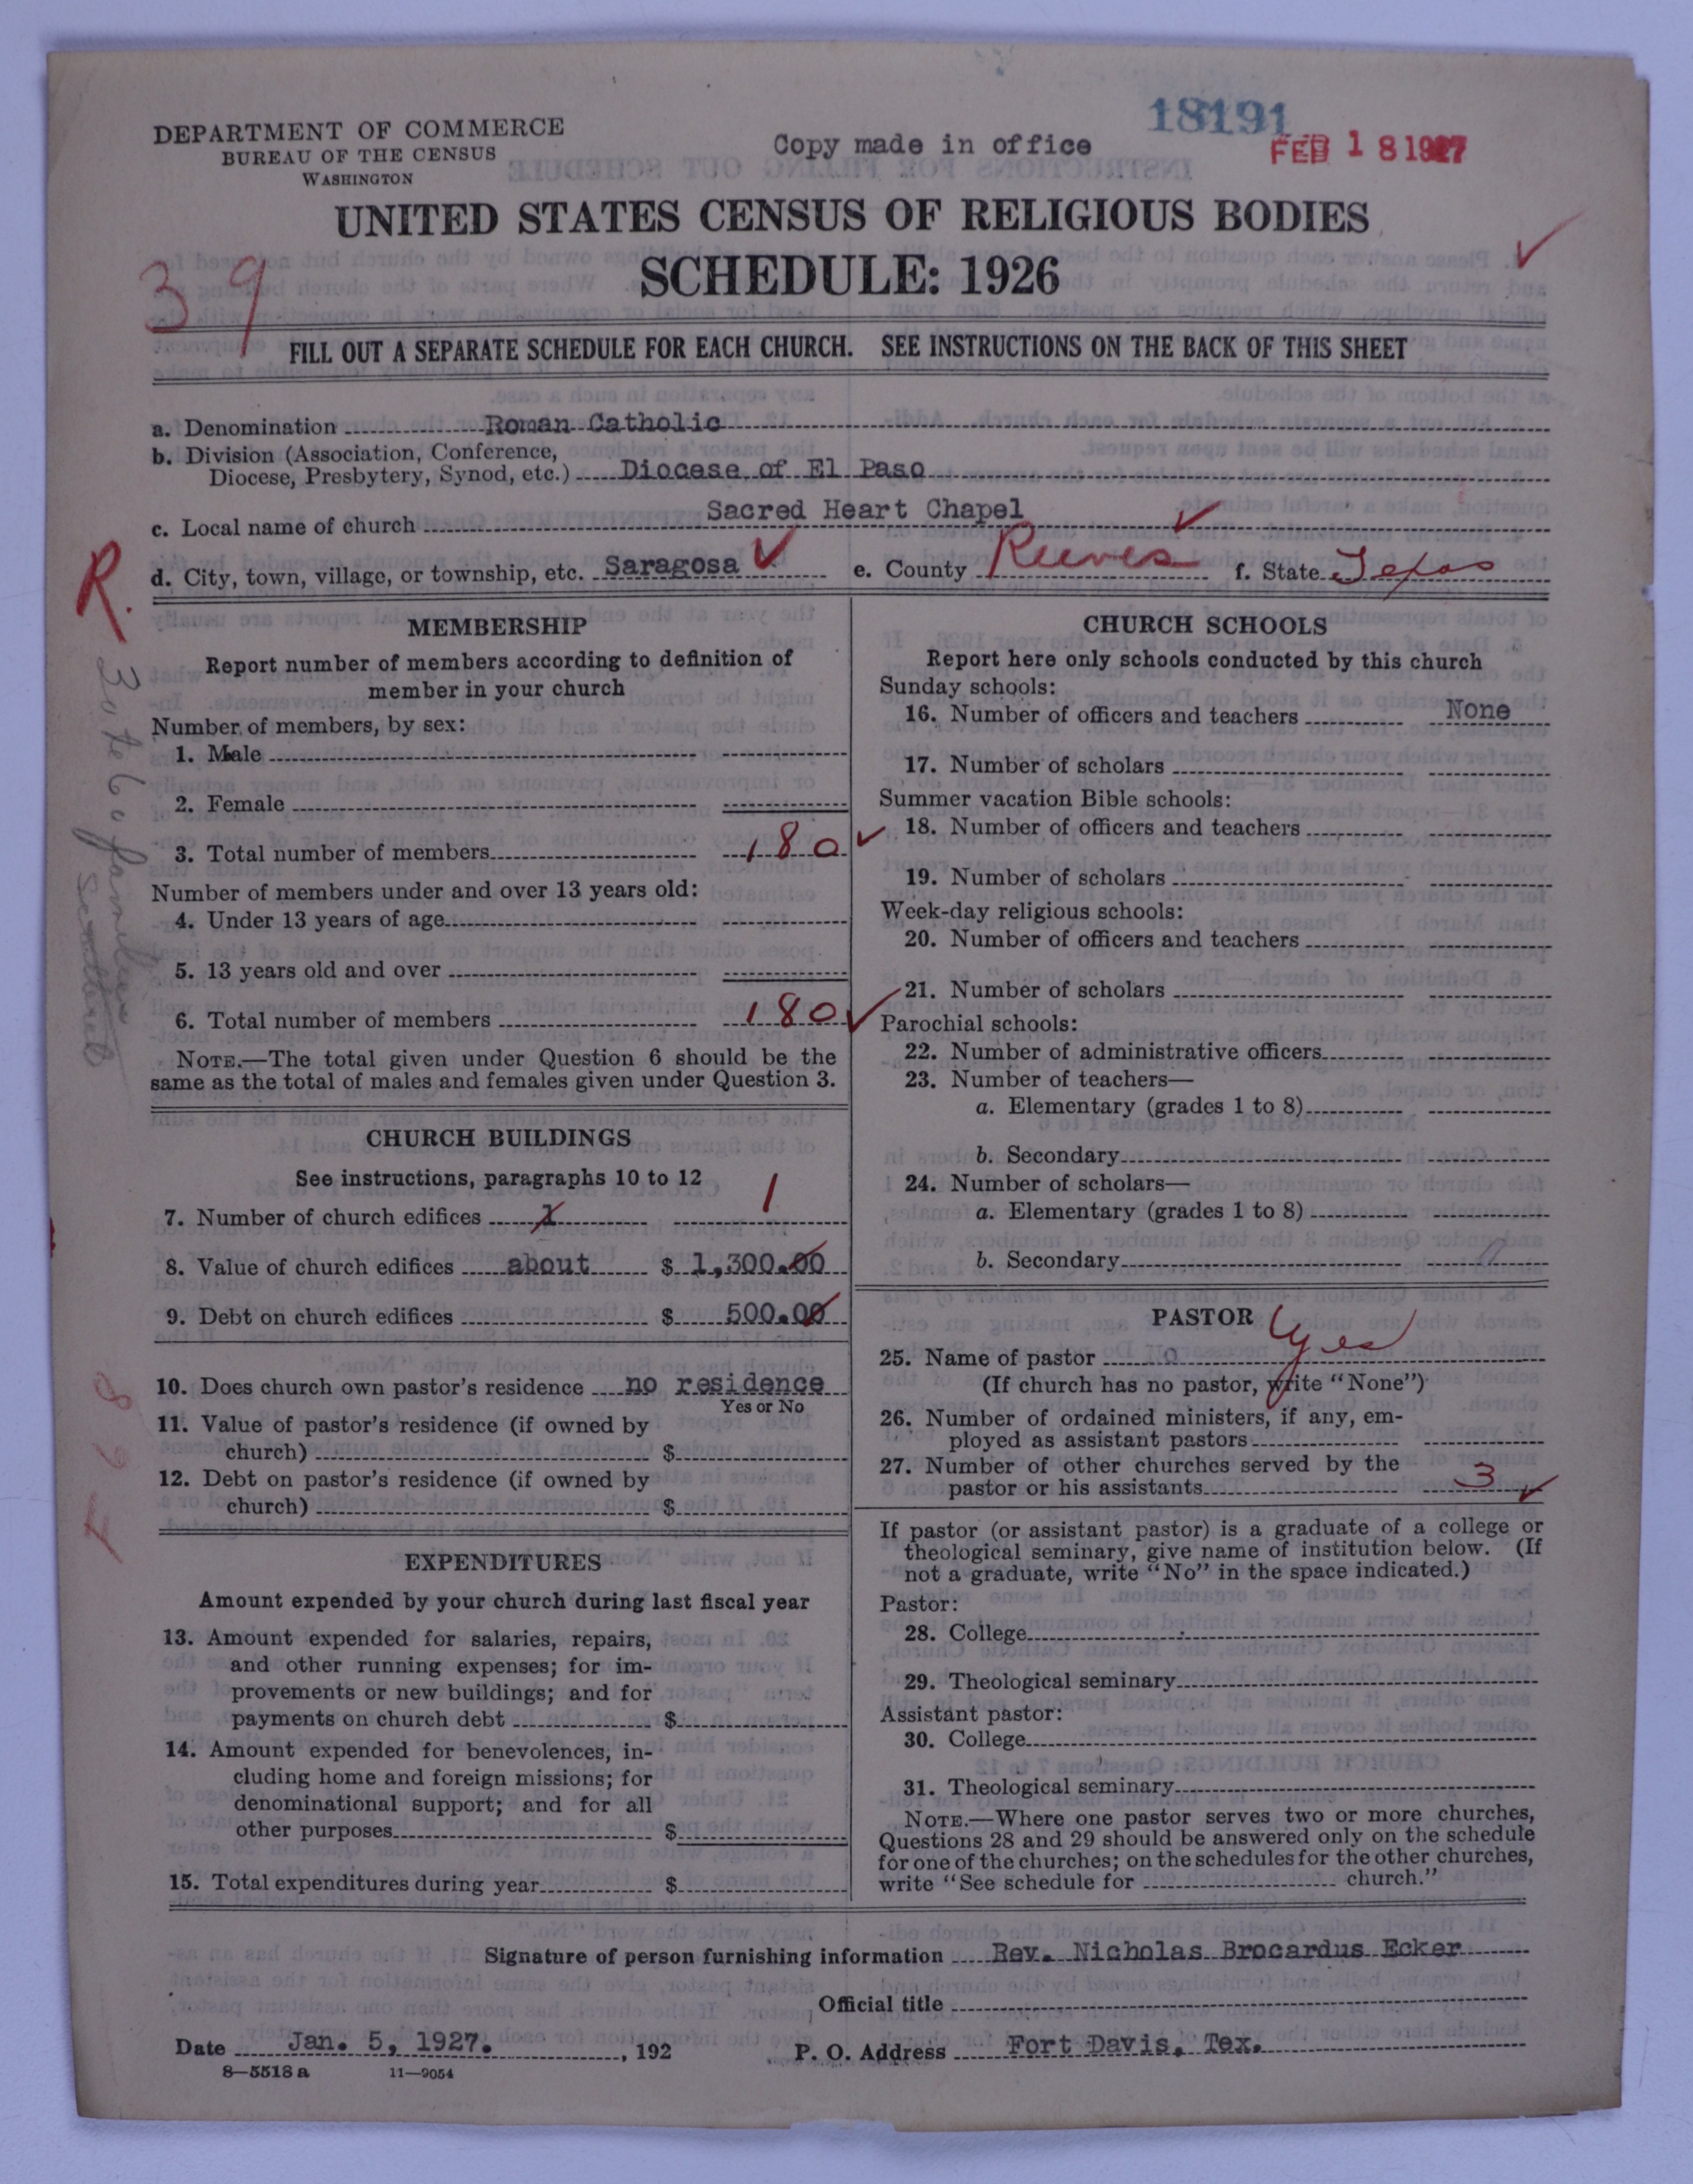 18191
DEPARTMENT OF COMMERCE
BUREAU OF THE CENSUS
WASHINGTON
Copy made in office
FEB 18 1927
UNITED STATES CENSUS OF RELIGIOUS BODIES
SCHEDULE: 1926
39
FILL OUT A SEPARATE SCHEDULE FOR EACH CHURCH. SEE INSTRUCTIONS ON THE BACK OF THIS SHEET
a. Denomination Roman Catholic
b. Division (Association, Conference,
Diocese, Presbytery, Synod, etc.) Diocese of El Paso
c. Local name of church Sacred Heart Chapel
R.
d. City, town, village, or township, etc. Saragosa e. County Reeves f. State Texas
30 to 60 families
scattered
MEMBERSHIP
Report number of members according to definition of
member in your church
Number of members, by sex:
1. Male
2. Female
3. Total number of members 180
Number of members under and over 13 years old:
4. Under 13 years of age
5. 13 years old and over
6. Total number of members 180
NOTE.—The total given under Question 6 should be the
same as the total of males and females given under Question 3.
CHURCH BUILDINGS
See instructions, paragraphs 10 to 12
7. Number of church edifices 1 1
8. Value of church edifices about $ 1,300.00
9. Debt on church edifices $ 500.00
10. Does church own pastor's residence no residence
Yes or No
11. Value of pastor's residence (if owned by
church) $
12. Debt on pastor's residence (if owned by
church) $
EXPENDITURES
Amount expended by your church during last fiscal year
13. Amount expended for salaries, repairs,
and other running expenses; for im-
provements or new buildings; and for
payments on church debt $
14. Amount expended for benevolences, in-
cluding home and foreign missions; for
denominational support; and for all
other purposes $
15. Total expenditures during year $
CHURCH SCHOOLS
Report here only schools conducted by this church
Sunday schools:
16. Number of officers and teachers None
17. Number of scholars
Summer vacation Bible schools:
18. Number of officers and teachers
19. Number of scholars
Week-day religious schools:
20. Number of officers and teachers
21. Number of scholars
Parochial schools:
22. Number of administrative officers
23. Number of teachers—
a. Elementary (grades 1 to 8)
b. Secondary
24. Number of scholars—
a. Elementary (grades 1 to 8)
b. Secondary
PASTOR
25. Name of pastor yes
(If church has no pastor, write "None")
26. Number of ordained ministers, if any, em-
ployed as assistant pastors
27. Number of other churches served by the
pastor or his assistants 3
If pastor (or assistant pastor) is a graduate of a college or
theological seminary, give name of institution below. (If
not a graduate, write "No" in the space indicated.)
Pastor:
28. College
29. Theological seminary
Assistant pastor:
30. College
31. Theological seminary
NOTE.—Where one pastor serves two or more churches,
Questions 28 and 29 should be answered only on the schedule
for one of the churches; on the schedules for the other churches,
write "See schedule for church."
Signature of person furnishing information Rev. Nicholas Brocardus Ecker
Official title
Date Jan. 5, 1927. , 192
P. O. Address Fort Davis, Tex.
8—5518 a 11—9054